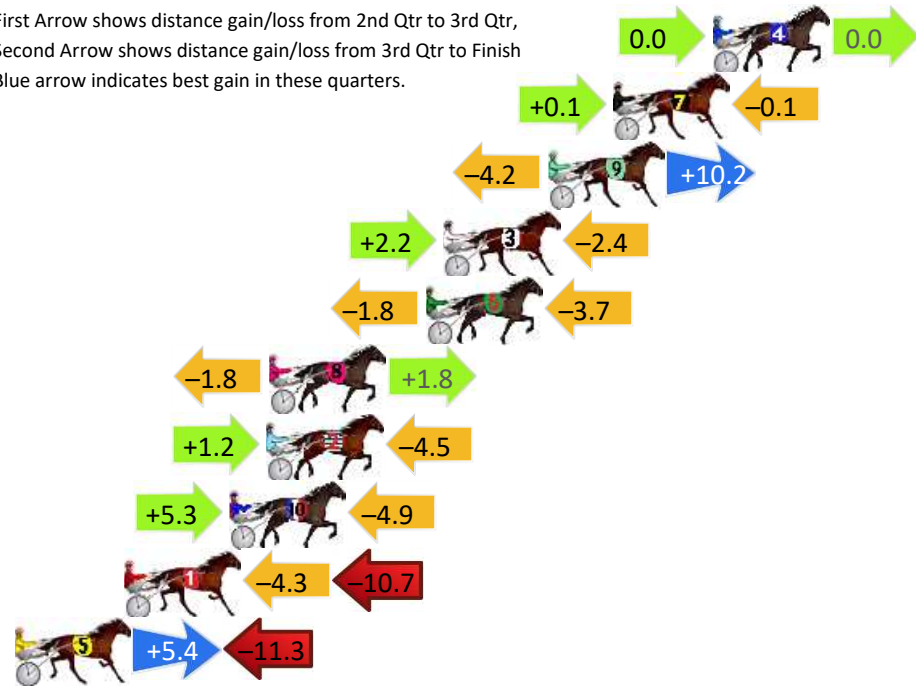 First Arrow shows distance gain/loss from 2nd Qtr to 3rd Qtr,
Second Arrow shows distance gain/loss from 3rd Qtr to Finish
Blue arrow indicates best gain in these quarters.
0.0 4 0.0
+0.1 7 –0.1
–4.2 9 +10.2
+2.2 3 –2.4
–1.8 6 –3.7
–1.8 8 +1.8
+1.2 2 –4.5
+5.3 10 –4.9
1 –4.3 –10.7
5 +5.4 –11.3